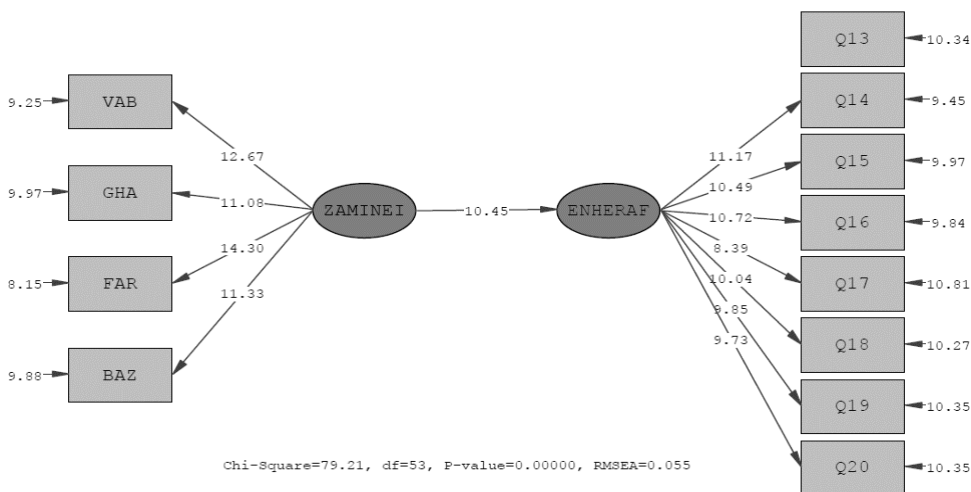 Q13
10.34
9.25
VAB
Q14
9.45
12.67
11.17
Q15
9.97
10.49
9.97
GHA
11.08
ZAMINEI
10.45
ENHERAF
10.72
Q16
9.84
14.30
8.39
8.15
FAR
10.04
Q17
10.81
11.33
9.85
9.73
Q18
10.27
9.88
BAZ
Q19
10.35
Chi-Square=79.21, df=53, P-value=0.00000, RMSEA=0.055
Q20
10.35